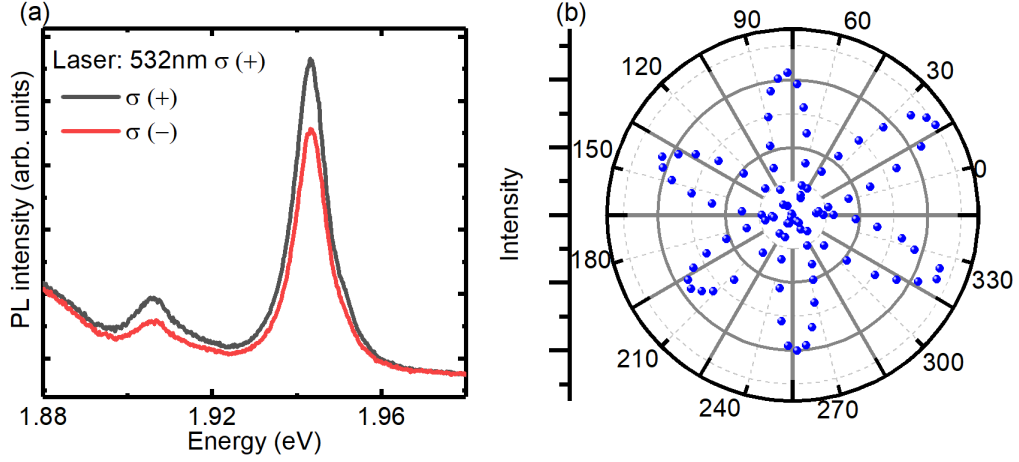 (a)
Laser: 532nm σ (+)
σ (+)
σ (−)
PL intensity (arb. units)
1.88
1.92
1.96
Energy (eV)
(b)
Intensity
90
60
120
30
150
0
180
330
210
300
240
270